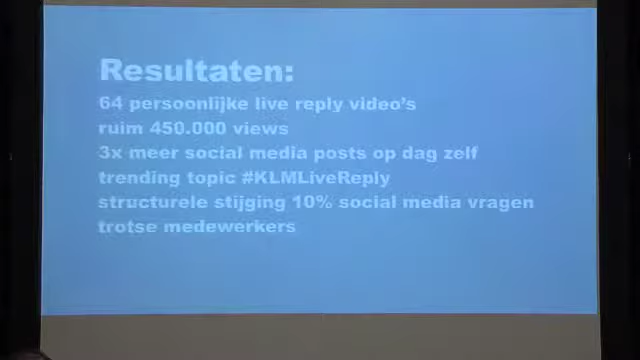 Resultaten:
64 persoonlijke live reply video's
ruim 450.000 views
3x meer social media posts op dag zelf
trending topic #KLMLiveReply
structurele stijging 10% social media vragen
trotse medewerkers